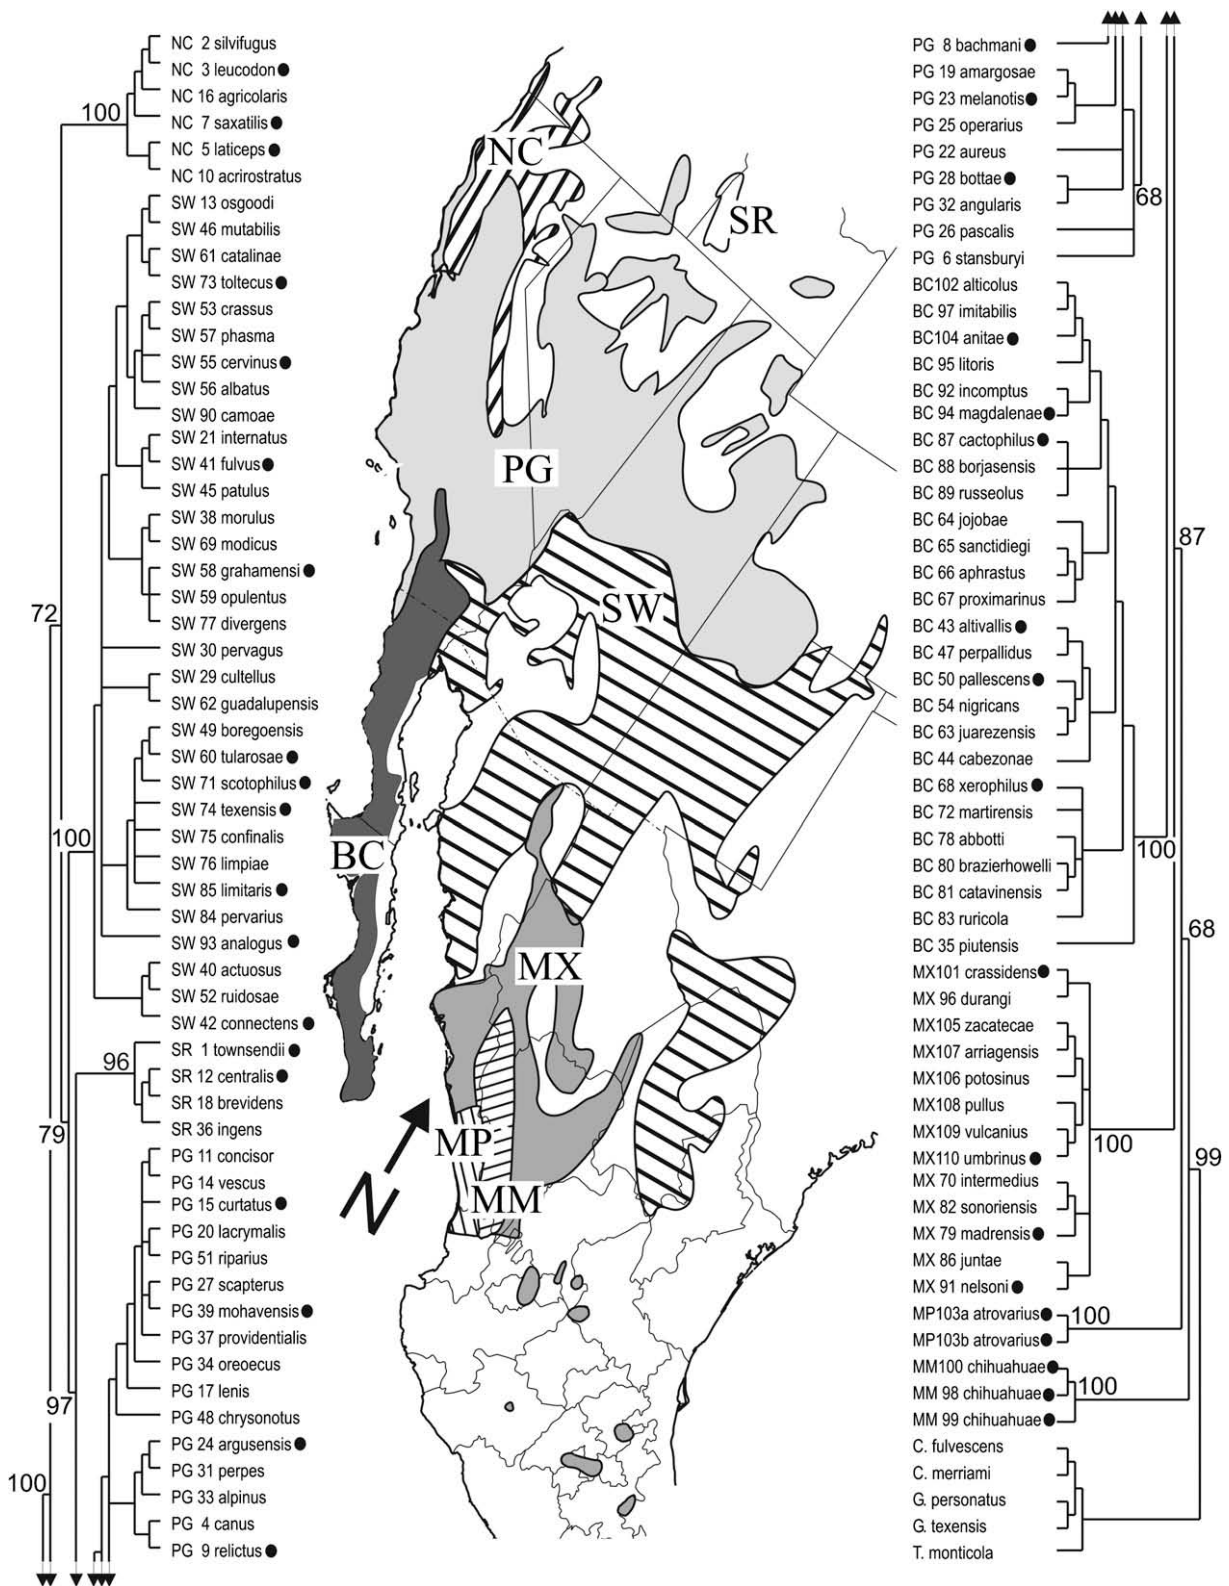 NC 2 silvifugus
NC 3 leucodon
NC 16 agricolaris
NC 7 saxatilis
NC 5 laticeps
NC 10 acrirostratus
SW 13 osgoodi
SW 46 mutabilis
SW 61 catalinae
SW 73 toltecus
SW 53 crassus
SW 57 phasma
SW 55 cervinus
SW 56 albatus
SW 90 camoae
SW 21 internatus
SW 41 fulvus
SW 45 patulus
SW 38 morulus
SW 69 modicus
SW 58 grahamensi
SW 59 opulentus
SW 77 divergens
SW 30 pervagus
SW 29 cultellus
SW 62 guadalupensis
SW 49 boregoensis
SW 60 tularosae
SW 71 scotophilus
SW 74 texensis
SW 75 confinalis
SW 76 limpiae
SW 85 limitaris
SW 84 pervarius
SW 93 analogus
SW 40 actuosus
SW 52 ruidosae
SW 42 connectens
SR 1 townsendii
SR 12 centralis
SR 18 brevidens
SR 36 ingens
PG 11 concisor
PG 14 vescus
PG 15 curtatus
PG 20 lacrymalis
PG 51 riparius
PG 27 scapterus
PG 39 mohavensis
PG 37 providentialis
PG 34 oreoecus
PG 17 lenis
PG 48 chrysonotus
PG 24 argusensis
PG 31 perpes
PG 33 alpinus
PG 4 canus
PG 9 relictus
100
72
100
96
79
97
100
NC
SR
PG
SW
BC
MX
MP
MM
N
PG 8 bachmani
PG 19 amargosae
PG 23 melanotis
PG 25 operarius
PG 22 aureus
PG 28 bottae
PG 32 angularis
PG 26 pascalis
PG 6 stansburyi
BC102 alticolus
BC 97 imitabilis
BC104 anitae
BC 95 litoris
BC 92 incomptus
BC 94 magdalenae
BC 87 cactophilus
BC 88 borjasensis
BC 89 russeolus
BC 64 jojobae
BC 65 sanctidiegi
BC 66 aphrastus
BC 67 proximarinus
BC 43 altivallis
BC 47 perpallidus
BC 50 pallescens
BC 54 nigricans
BC 63 juarezensis
BC 44 cabezonae
BC 68 xerophilus
BC 72 martirensis
BC 78 abbotti
BC 80 brazierhowelli
BC 81 catavinensis
BC 83 ruricola
BC 35 piutensis
MX101 crassidens
MX 96 durangi
MX105 zacatecae
MX107 arriagensis
MX106 potosinus
MX108 pullus
MX109 vulcanius
MX110 umbrinus
MX 70 intermedius
MX 82 sonoriensis
MX 79 madrensis
MX 86 juntae
MX 91 nelsoni
MP103a atrovarius
MP103b atrovarius
MM100 chihuahuae
MM 98 chihuahuae
MM 99 chihuahuae
C. fulvescens
C. merriami
G. personatus
G. texensis
T. monticola
68
87
100
68
100
99
100
100